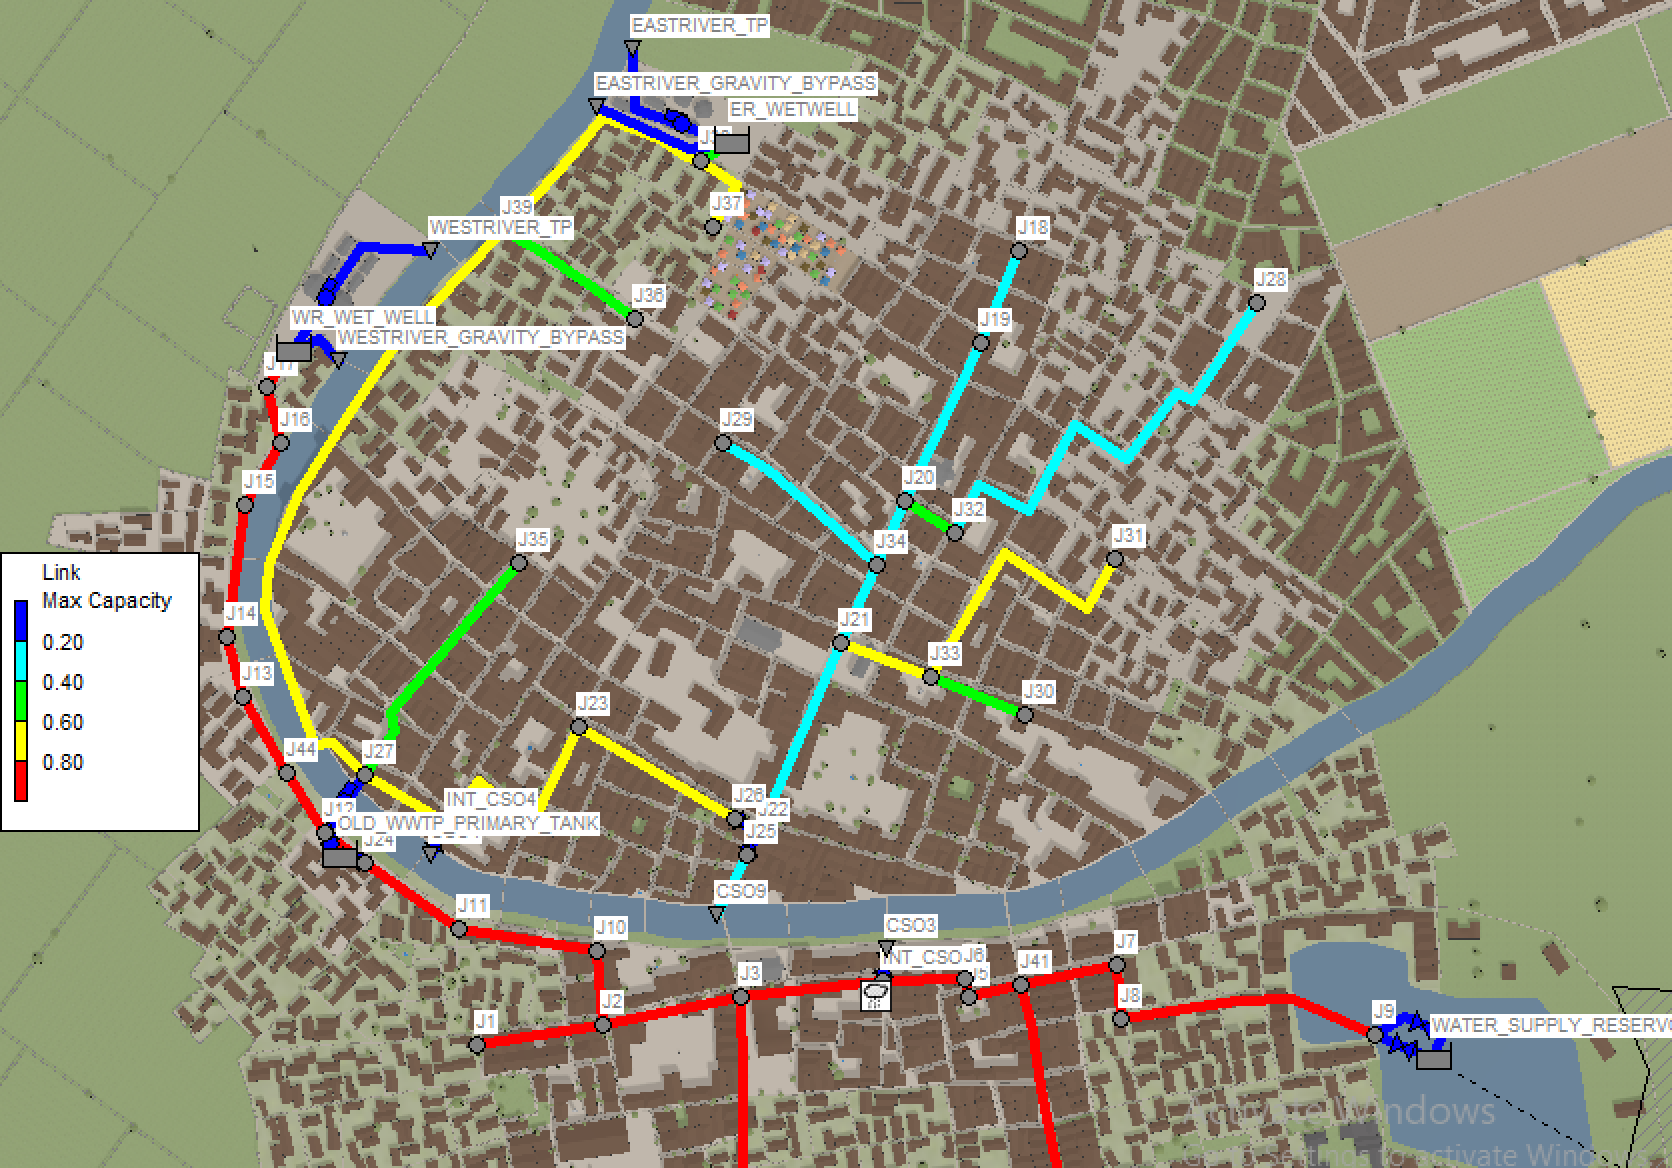 EASTRIVER_TP
EASTRIVER_GRAVITY_BYPASS
ER_WETWELL
J37
J39
WESTRIVER_TP
J18
J28
J36
WR_WET_WELL
J19
WESTRIVER_GRAVITY_BYPASS
J17
J16
J29
J15
J20
J32
J35
J34
J31
Link
Max Capacity
0.20
0.40
0.60
0.80
J14
J21
J13
J33
J30
J23
J44
J27
INT_CSO4
J26
J22
J12
OLD_WWTP_PRIMARY_TANK
J25
J24
CSO9
J11
J10
CSO3
INT_CSO
J6
J5
J41
J7
J3
J2
J8
J1
J9
WATER_SUPPLY_RESERVO
Activate Windows
Go to Settings to activate Windows.